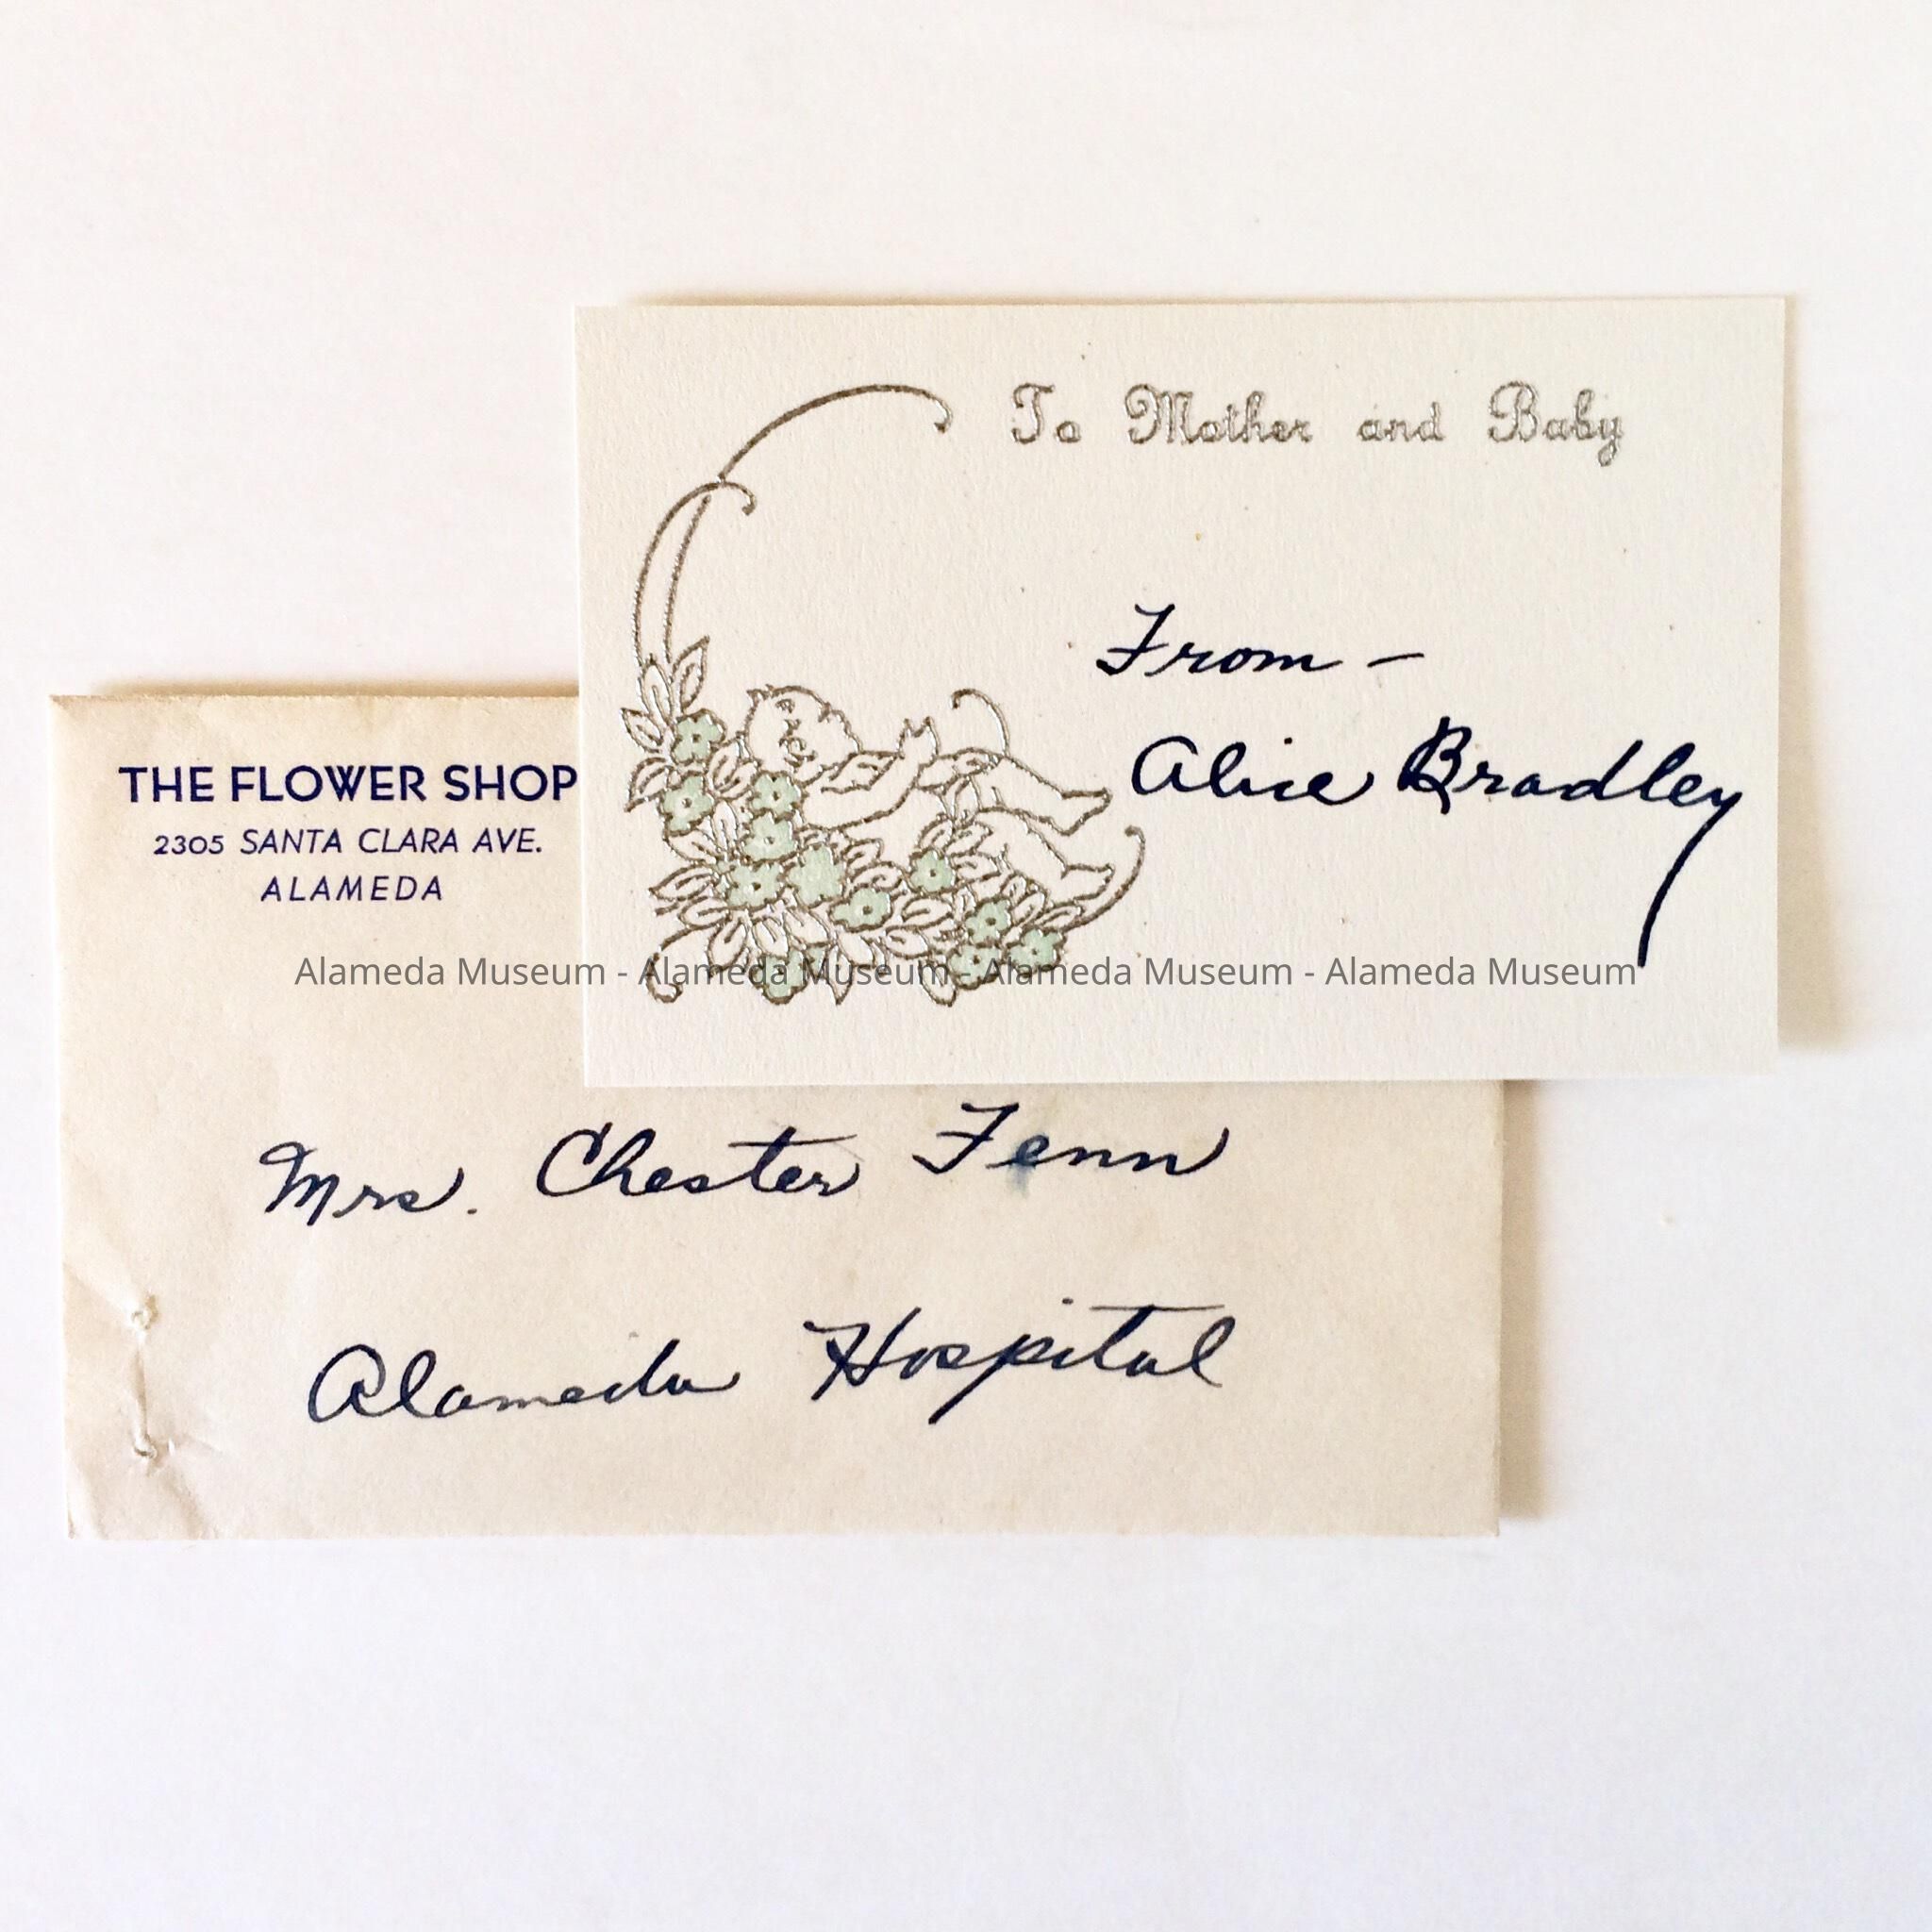 To Mother and Baby
From –
Alice Bradley
THE FLOWER SHOP
2305 SANTA CLARA AVE.
ALAMEDA
Alameda Museum - Alameda Museum - Alameda Museum - Alameda Museum
Mrs. Chester Fenn
Alameda Hospital